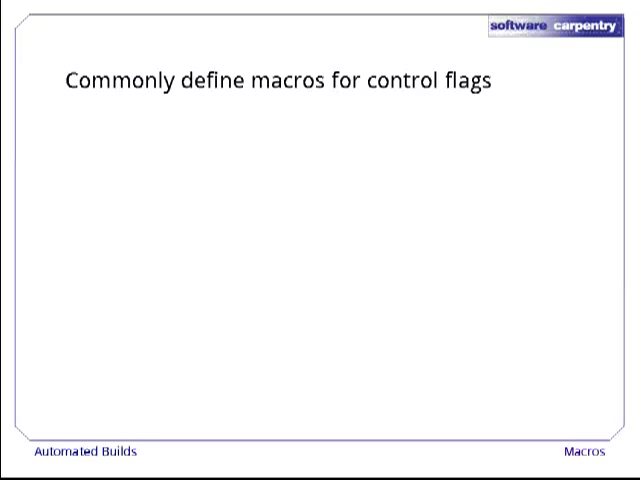 software carpentry
Commonly define macros for control flags
Automated Builds
Macros